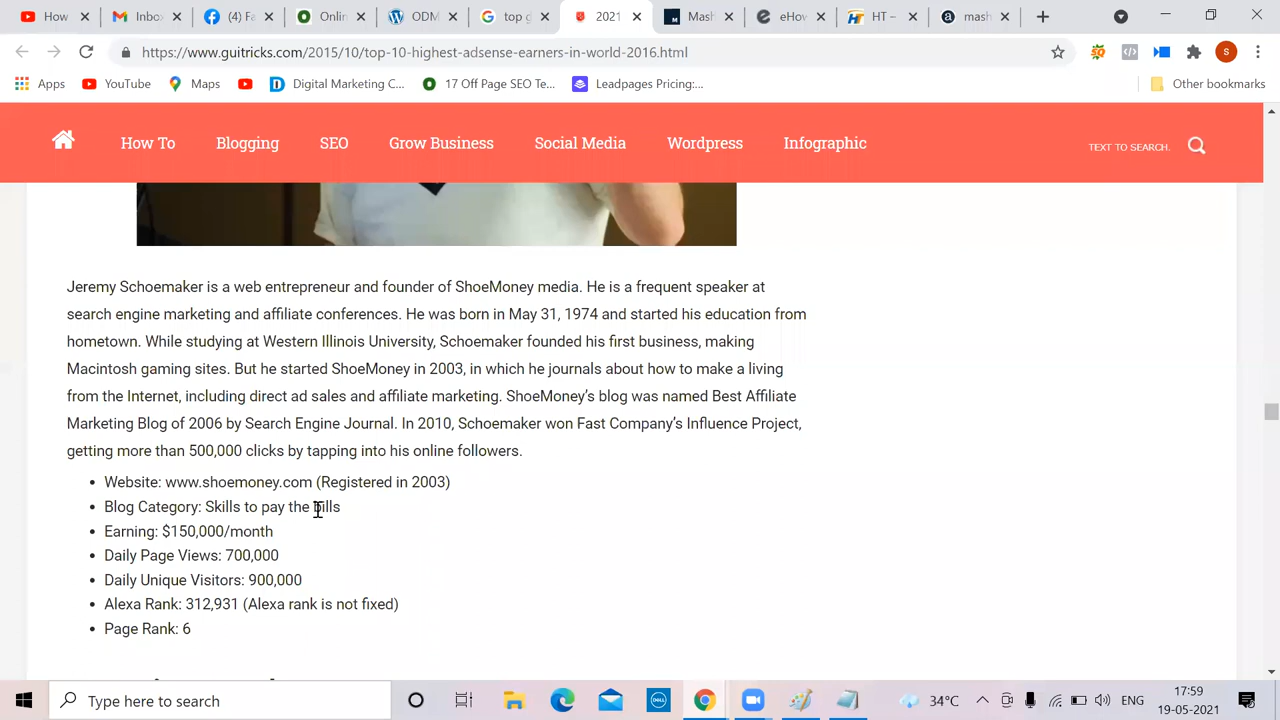 How
Inbo
(4) Fa
Onlin
ODM
top g
2021
Mash
eHov
HT –
mash
https://www.guitricks.com/2015/10/top-10-highest-adsense-earners-in-world-2016.html
S
Apps
YouTube
Maps
Digital Marketing C...
17 Off Page SEO Te...
Leadpages Pricing:...
Other bookmarks
How To
Blogging
SEO
Grow Business
Social Media
Wordpress
Infographic
TEXT TO SEARCH.
Jeremy Schoemaker is a web entrepreneur and founder of ShoeMoney media. He is a frequent speaker at
search engine marketing and affiliate conferences. He was born in May 31, 1974 and started his education from
hometown. While studying at Western Illinois University, Schoemaker founded his first business, making
Macintosh gaming sites. But he started ShoeMoney in 2003, in which he journals about how to make a living
from the Internet, including direct ad sales and affiliate marketing. ShoeMoney's blog was named Best Affiliate
Marketing Blog of 2006 by Search Engine Journal. In 2010, Schoemaker won Fast Company's Influence Project,
getting more than 500,000 clicks by tapping into his online followers.
• Website: www.shoemoney.com (Registered in 2003)
• Blog Category: Skills to pay the bills
• Earning: $150,000/month
• Daily Page Views: 700,000
• Daily Unique Visitors: 900,000
• Alexa Rank: 312,931 (Alexa rank is not fixed)
• Page Rank: 6
Type here to search
34°C
ENG
17:59
19-05-2021